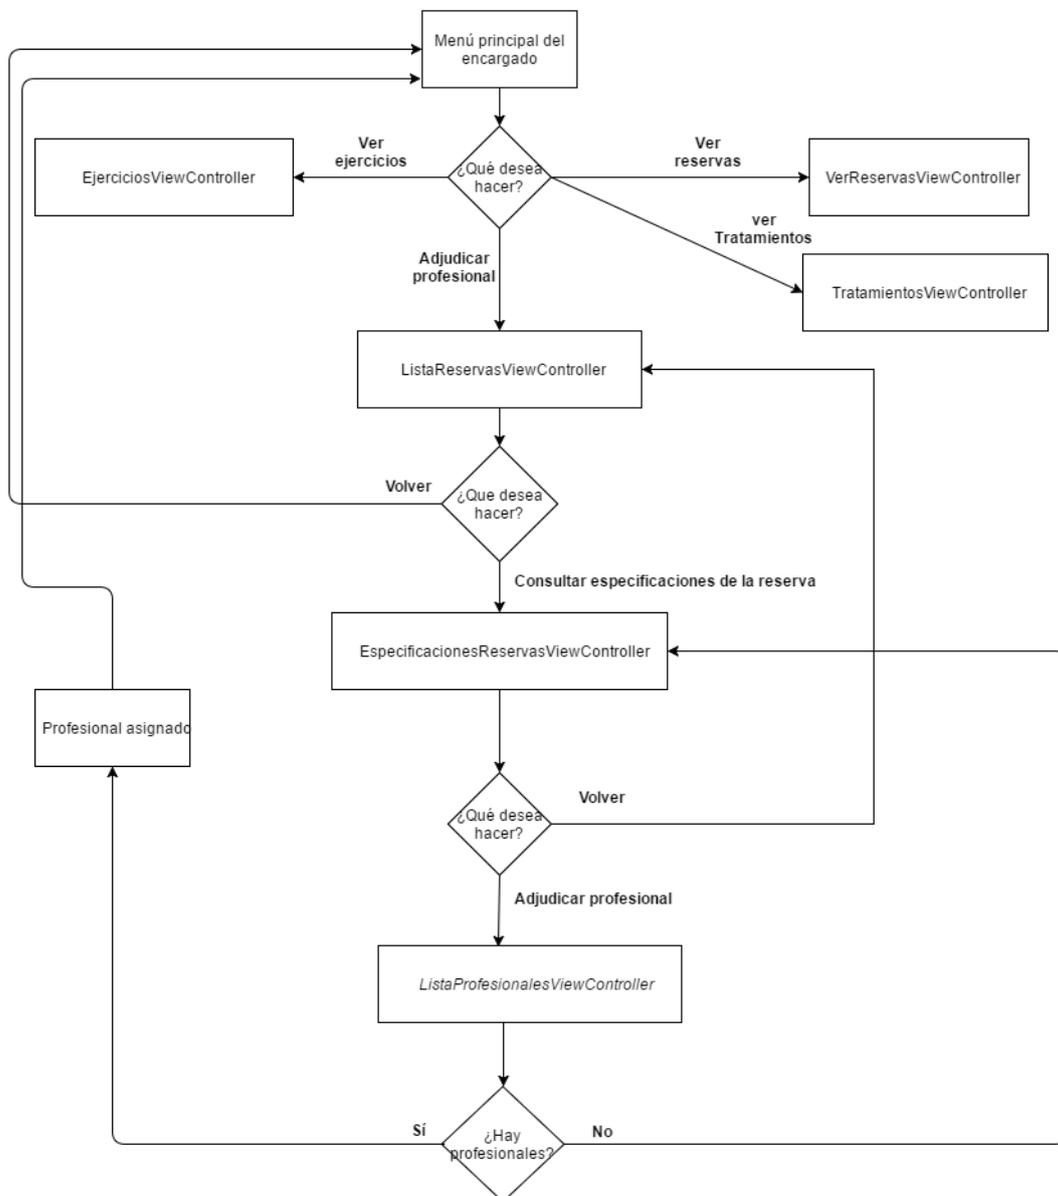 Menú principal del
encargado
Ver
ejercicios
Ver
reservas
EjerciciosViewController
¿Qué desea
hacer?
VerReservasViewController
ver
Tratamientos
Adjudicar
profesional
TratamientosViewController
ListaReservasViewController
Volver
¿Que desea
hacer?
Consultar especificaciones de la reserva
EspecificacionesReservasViewController
Profesional asignado
Volver
¿Qué desea
hacer?
Adjudicar profesional
ListaProfesionalesViewController
Sí
¿Hay
profesionales?
No